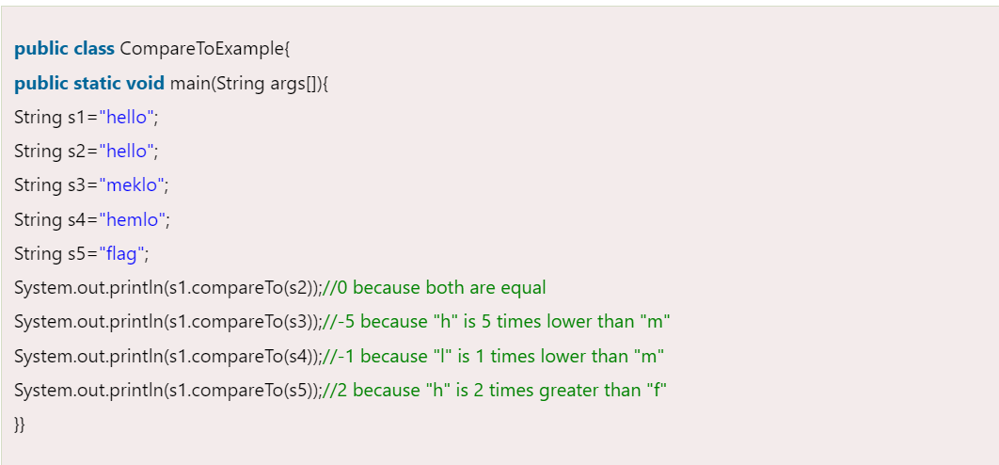 public class CompareToExample{
public static void main(String args[]){
String s1="hello";
String s2="hello";
String s3="meklo";
String s4="hemlo";
String s5="flag";
System.out.println(s1.compareTo(s2));//0 because both are equal
System.out.println(s1.compareTo(s3));//-5 because "h" is 5 times lower than "m"
System.out.println(s1.compareTo(s4));//-1 because "l" is 1 times lower than "m"
System.out.println(s1.compareTo(s5));//2 because "h" is 2 times greater than "f"
}}